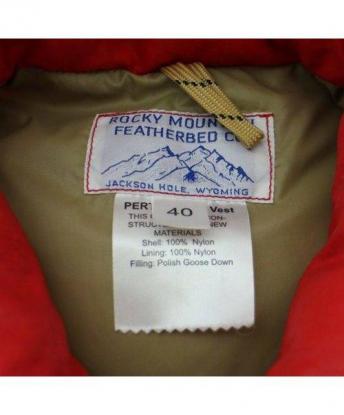 ROCKY MOUN
FEATHERBED CO
JACKSON HOLE, WYOMING
40
PERT Vest
THIS
STRUC NEW
MATERIALS
Shell: 100% Nylon
Lining: 100% Nylon
Filling: Polish Goose Down